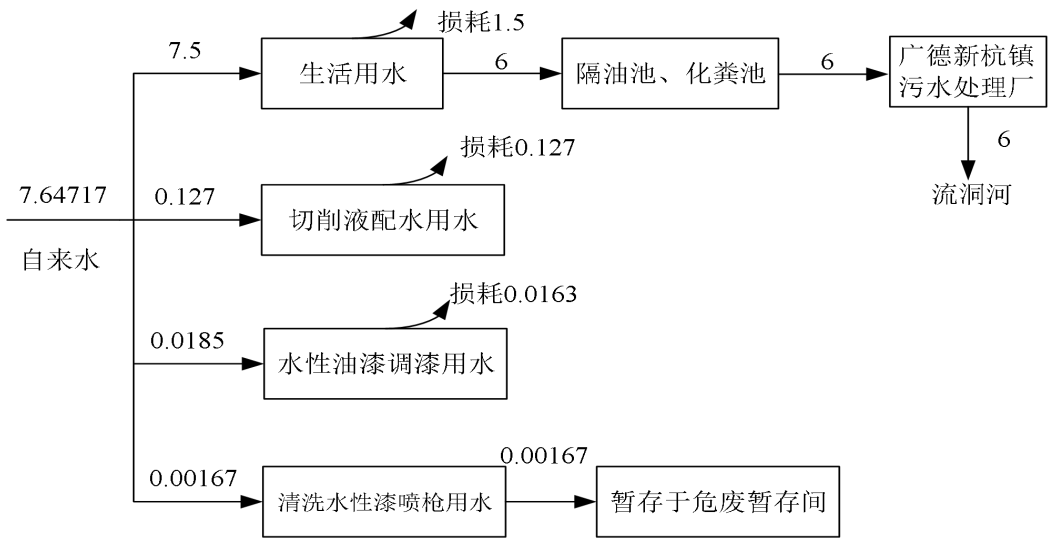 损耗1.5
7.5
生活用水
6
隔油池、化粪池
6
广德新杭镇
污水处理厂
6
流洞河
损耗0.127
7.64717
0.127
切削液配水用水
自来水
损耗0.0163
0.0185
水性油漆调漆用水
0.00167
清洗水性漆喷枪用水
0.00167
暂存于危废暂存间